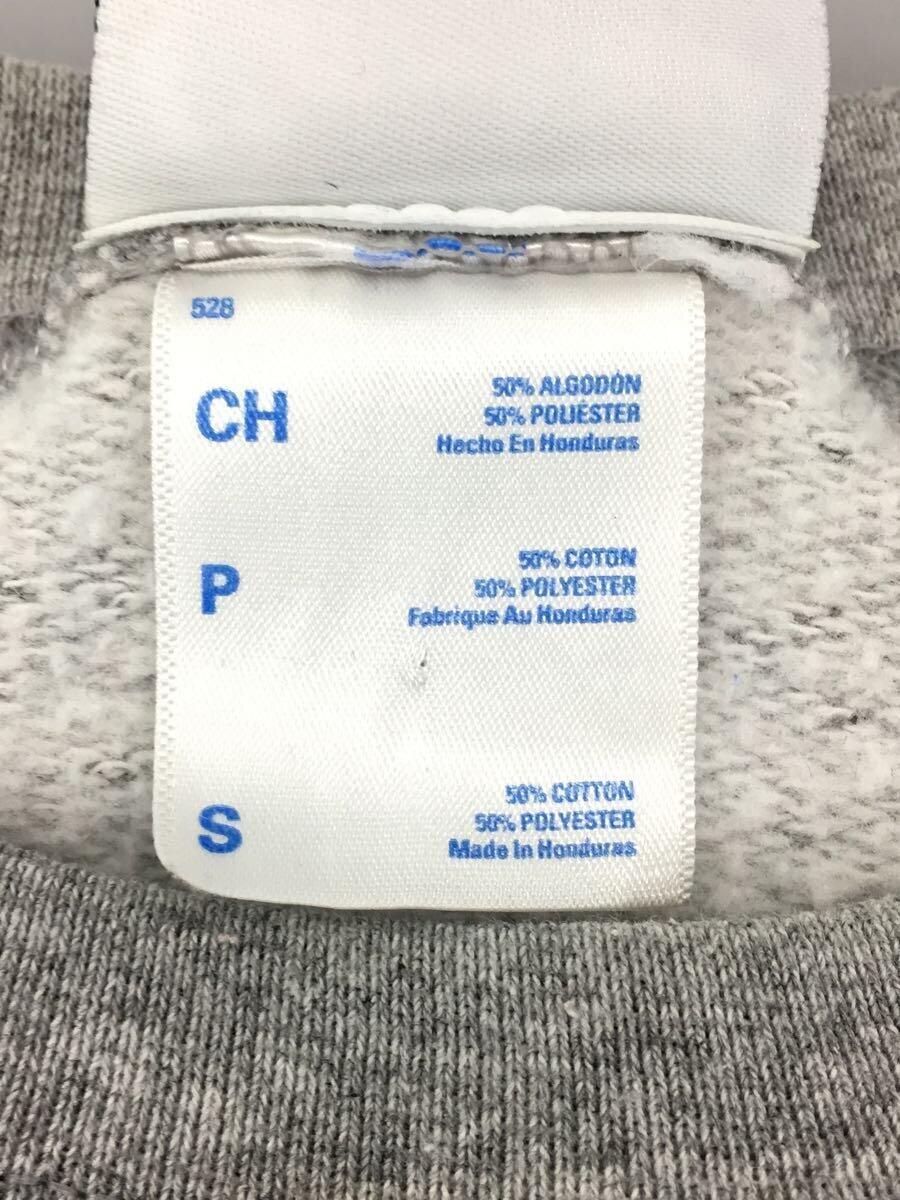 528
CH
50% ALGODÓN
50% POLIÉSTER
Hecho En Honduras
P
50% COTON
50% POLYESTER
Fabrique Au Honduras
S
50% COTTON
50% POLYESTER
Made In Honduras